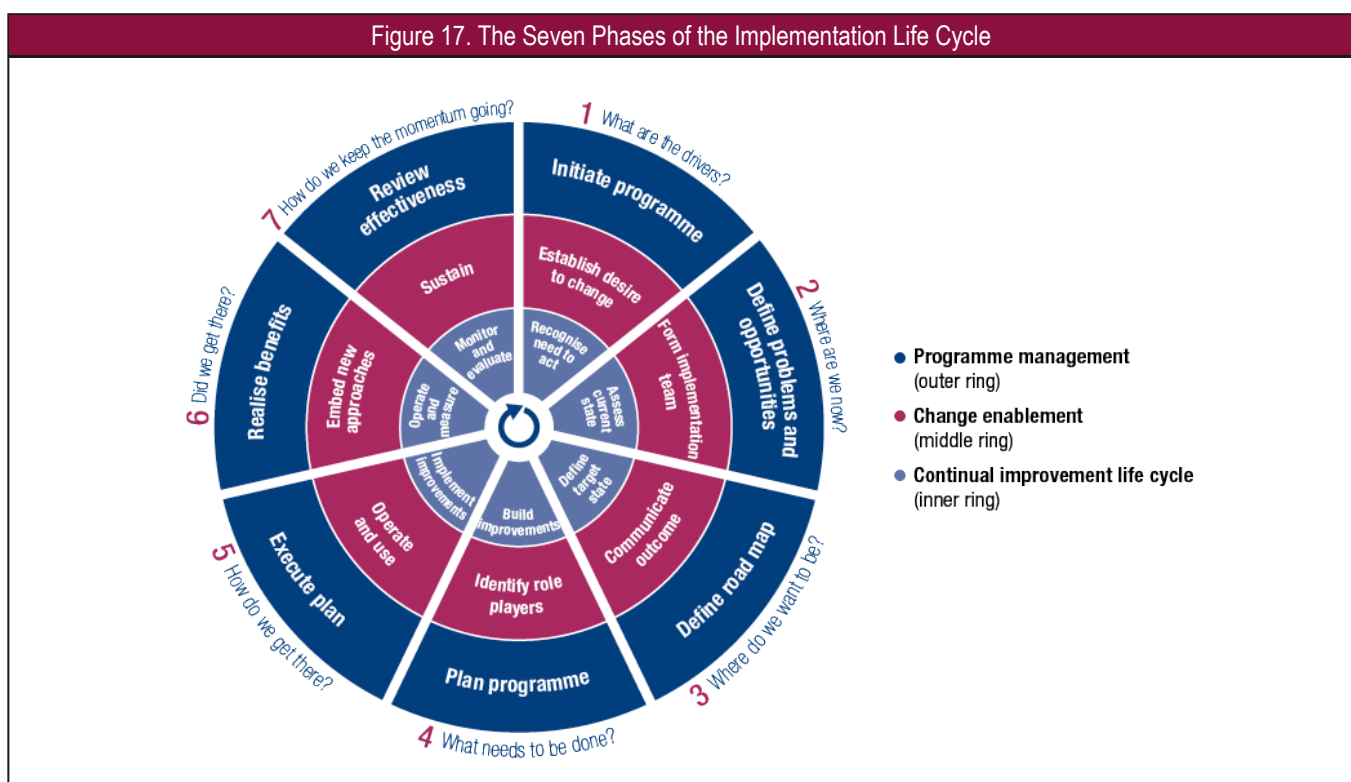 Figure 17. The Seven Phases of the Implementation Life Cycle
1 What are the drivers?
Initiate programme
Establish desire
to change
Recognise
need to
act
2 Where are we now?
Define problems and
opportunities
Form implementation
team
Assess
current
state
3 Where do we want to be?
Define road map
Communicate
outcome
Define
target
state
4 What needs to be done?
Plan programme
Identify role
players
Build
improvements
5 How do we get there?
Execute plan
Operate
and use
Implement
improvements
6 Did we get there?
Realise benefits
Embed new
approaches
Operate
and
measure
7 How do we keep the momentum going?
Review
effectiveness
Sustain
Monitor
and
evaluate
Programme management
(outer ring)
Change enablement
(middle ring)
Continual improvement life cycle
(inner ring)